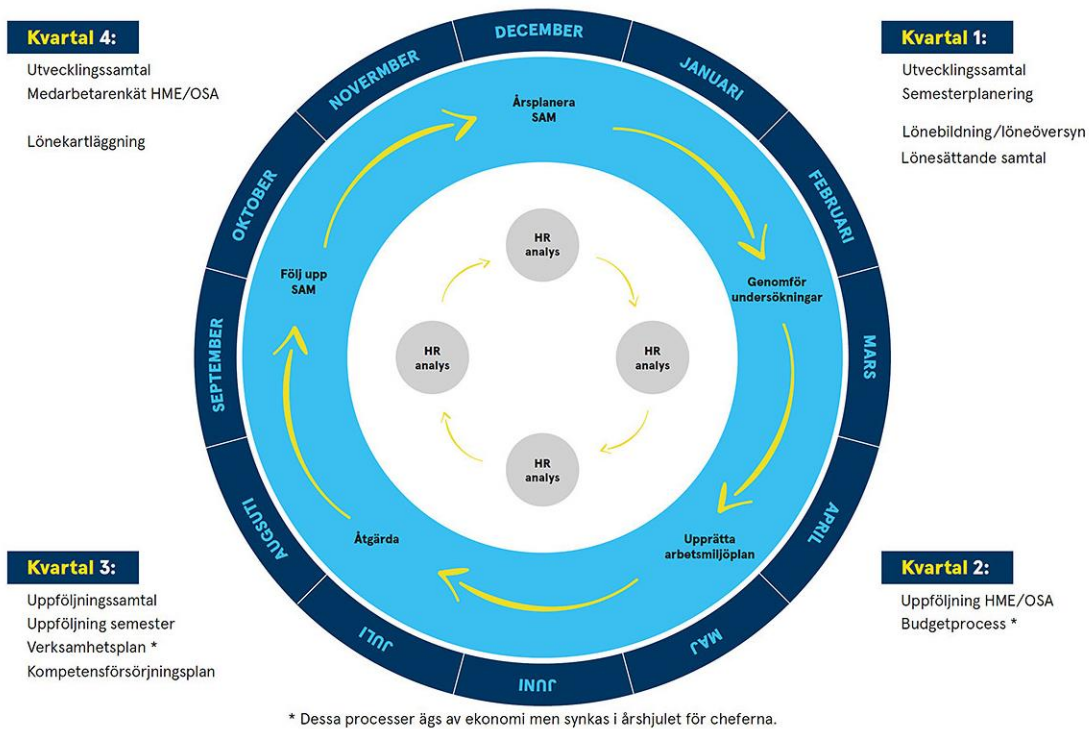 Kvartal 4:
Utvecklingssamtal
Medarbetarenkät HME/OSA
Lönekartläggning
Kvartal 1:
Utvecklingssamtal
Semesterplanering
Lönebildning/löneöversyn
Lönesättande samtal
DECEMBER
JANUARI
FEBRUARI
MARS
APRIL
MAJ
JUNI
JULI
AUGSUTI
SEPTEMBER
OKTOBER
NOVERMBER
Årsplanera
SAM
Genomför
undersökningar
Upprätta
arbetsmiljöplan
Åtgärda
Följ upp
SAM
HR
analys
HR
analys
HR
analys
HR
analys
Kvartal 3:
Uppföljningssamtal
Uppföljning semester
Verksamhetsplan *
Kompetensförsörjningsplan
Kvartal 2:
Uppföljning HME/OSA
Budgetprocess *
* Dessa processer ägs av ekonomi men synkas i årshjulet för cheferna.